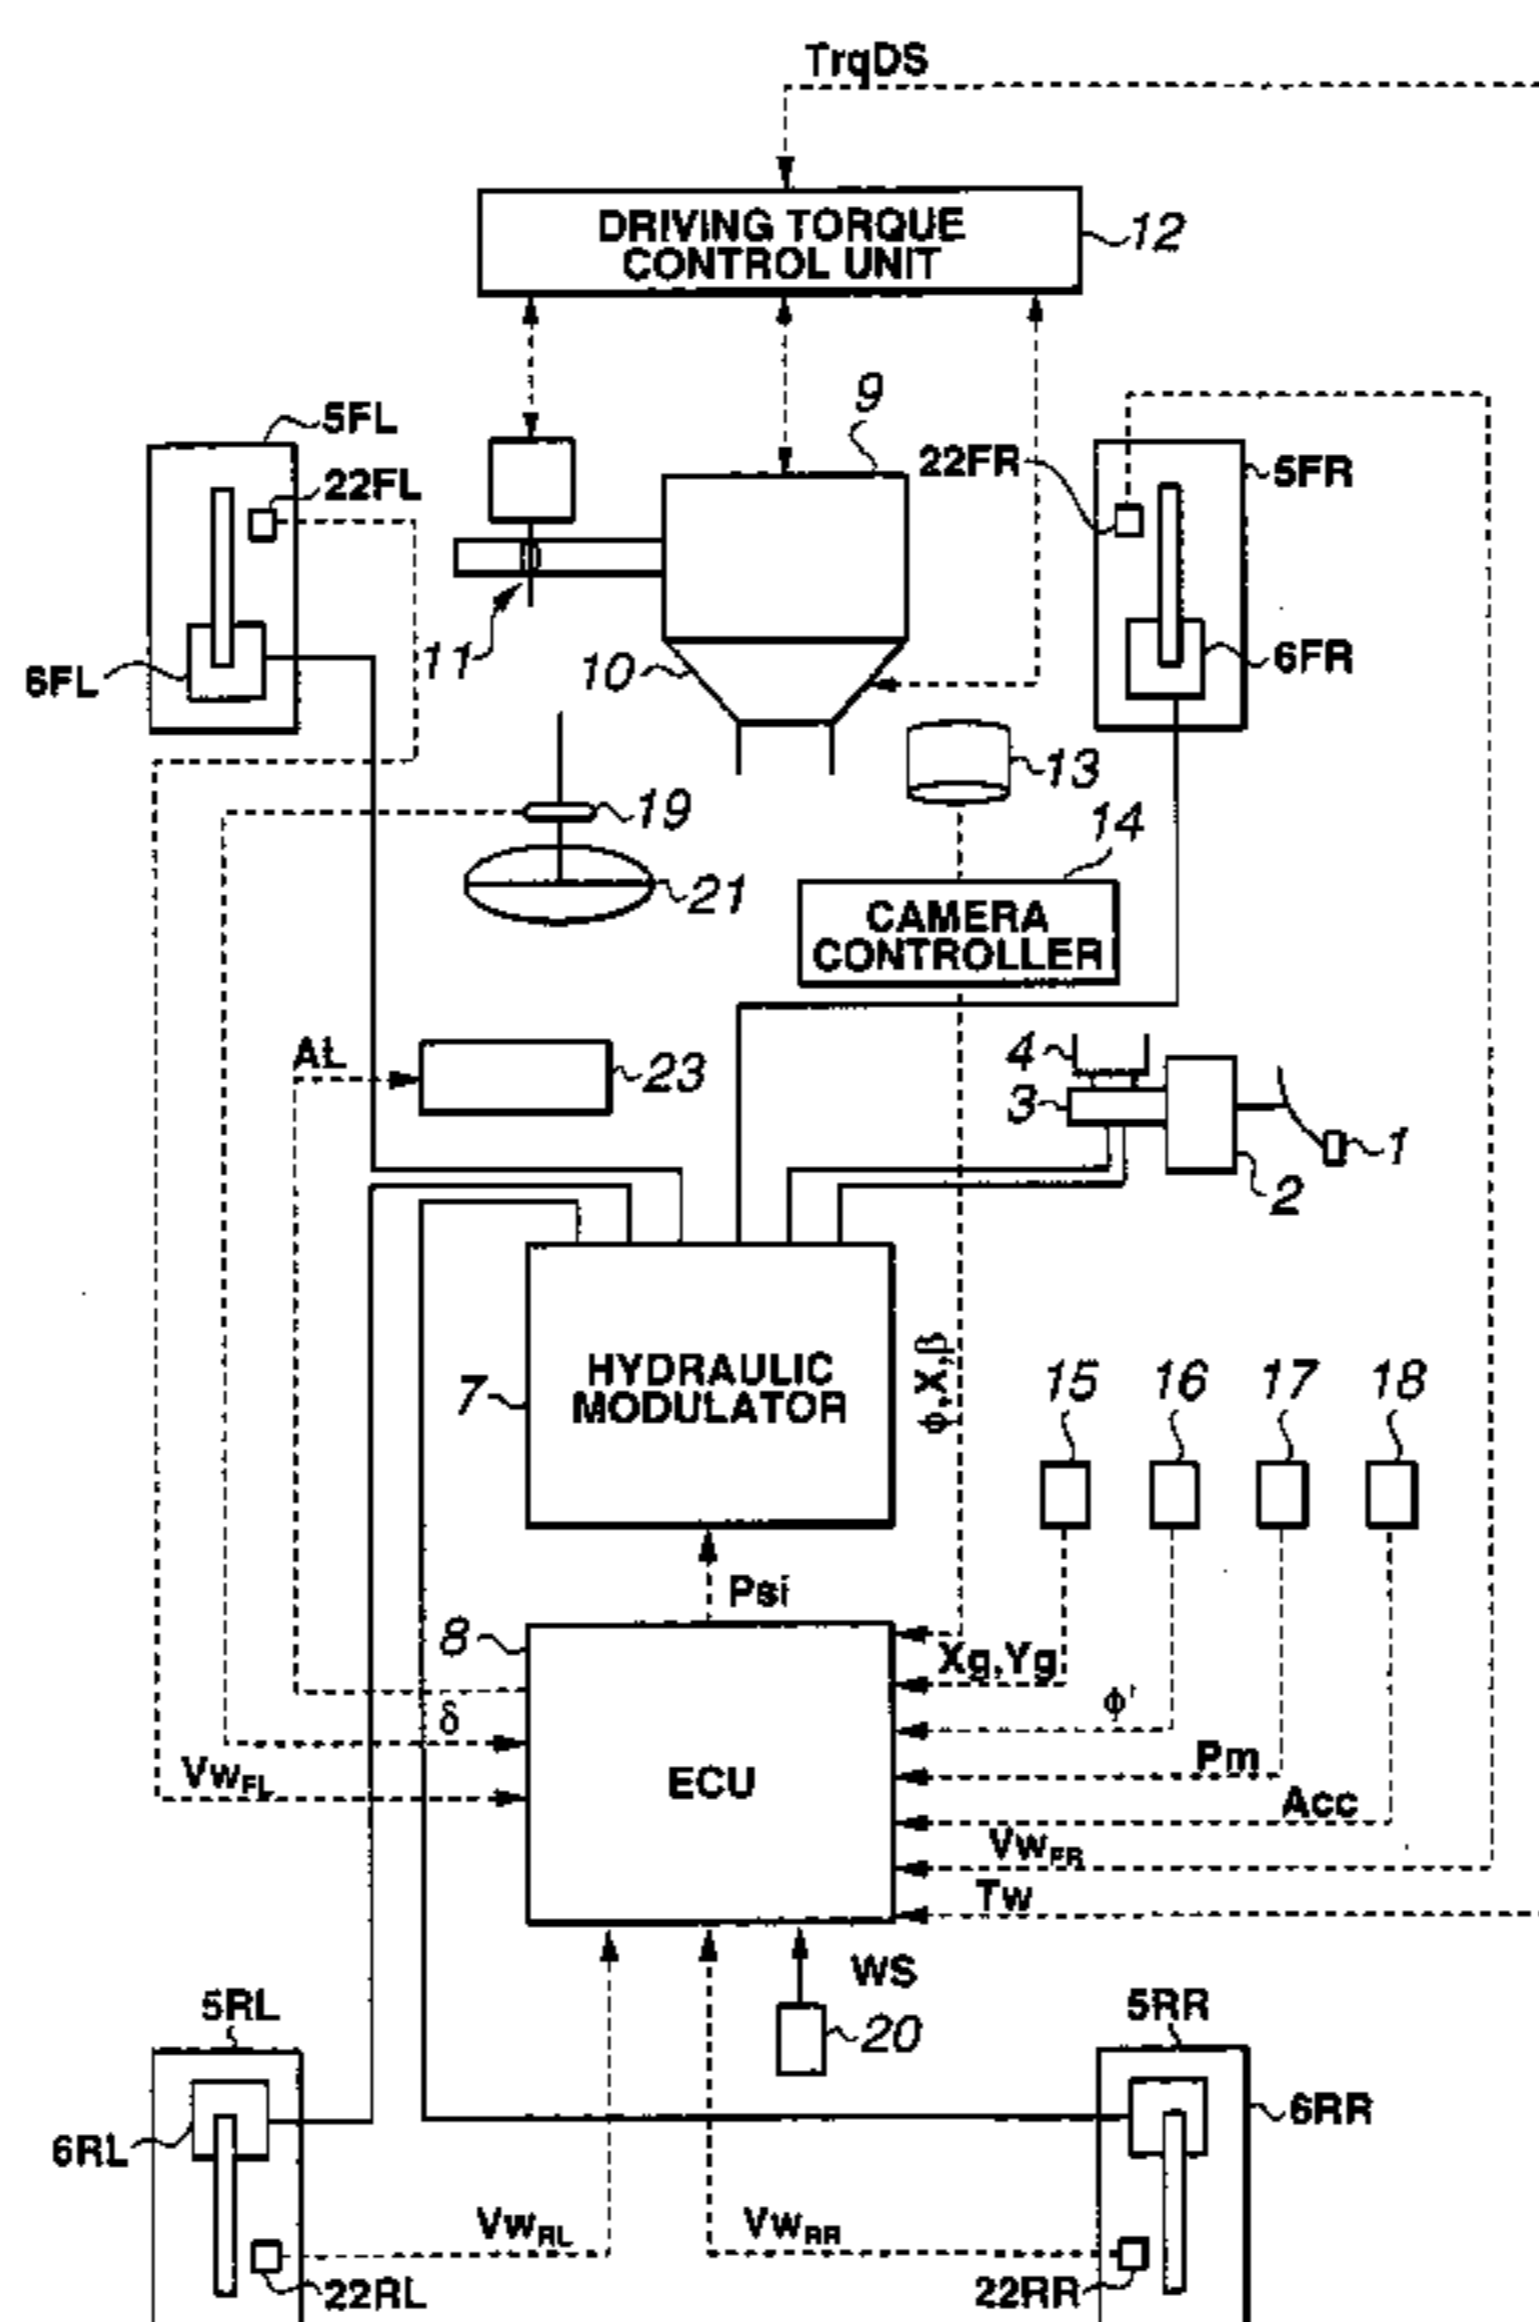 TrqDS
DRIVING TORQUE
CONTROL UNIT
12
9
5FL
22FL
22FR
5FR
6FL
11
10
6FR
13
19
14
21
CAMERA
CONTROLLER
AL
23
4
3
1
2
7
HYDRAULIC
MODULATOR
ϕ,X,β
15
16
17
18
Psi
8
Xg,Yg
ϕ'
δ
Pm
VwFL
ECU
Acc
VwFR
Tw
WS
20
5RL
5RR
6RL
6RR
VwRL
VwRR
22RL
22RR